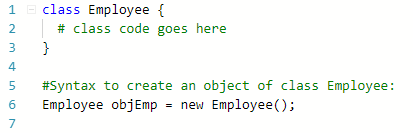 1 class Employee {
2 # class code goes here
3 }
4
5 #Syntax to create an object of class Employee:
6 Employee objEmp = new Employee();
7